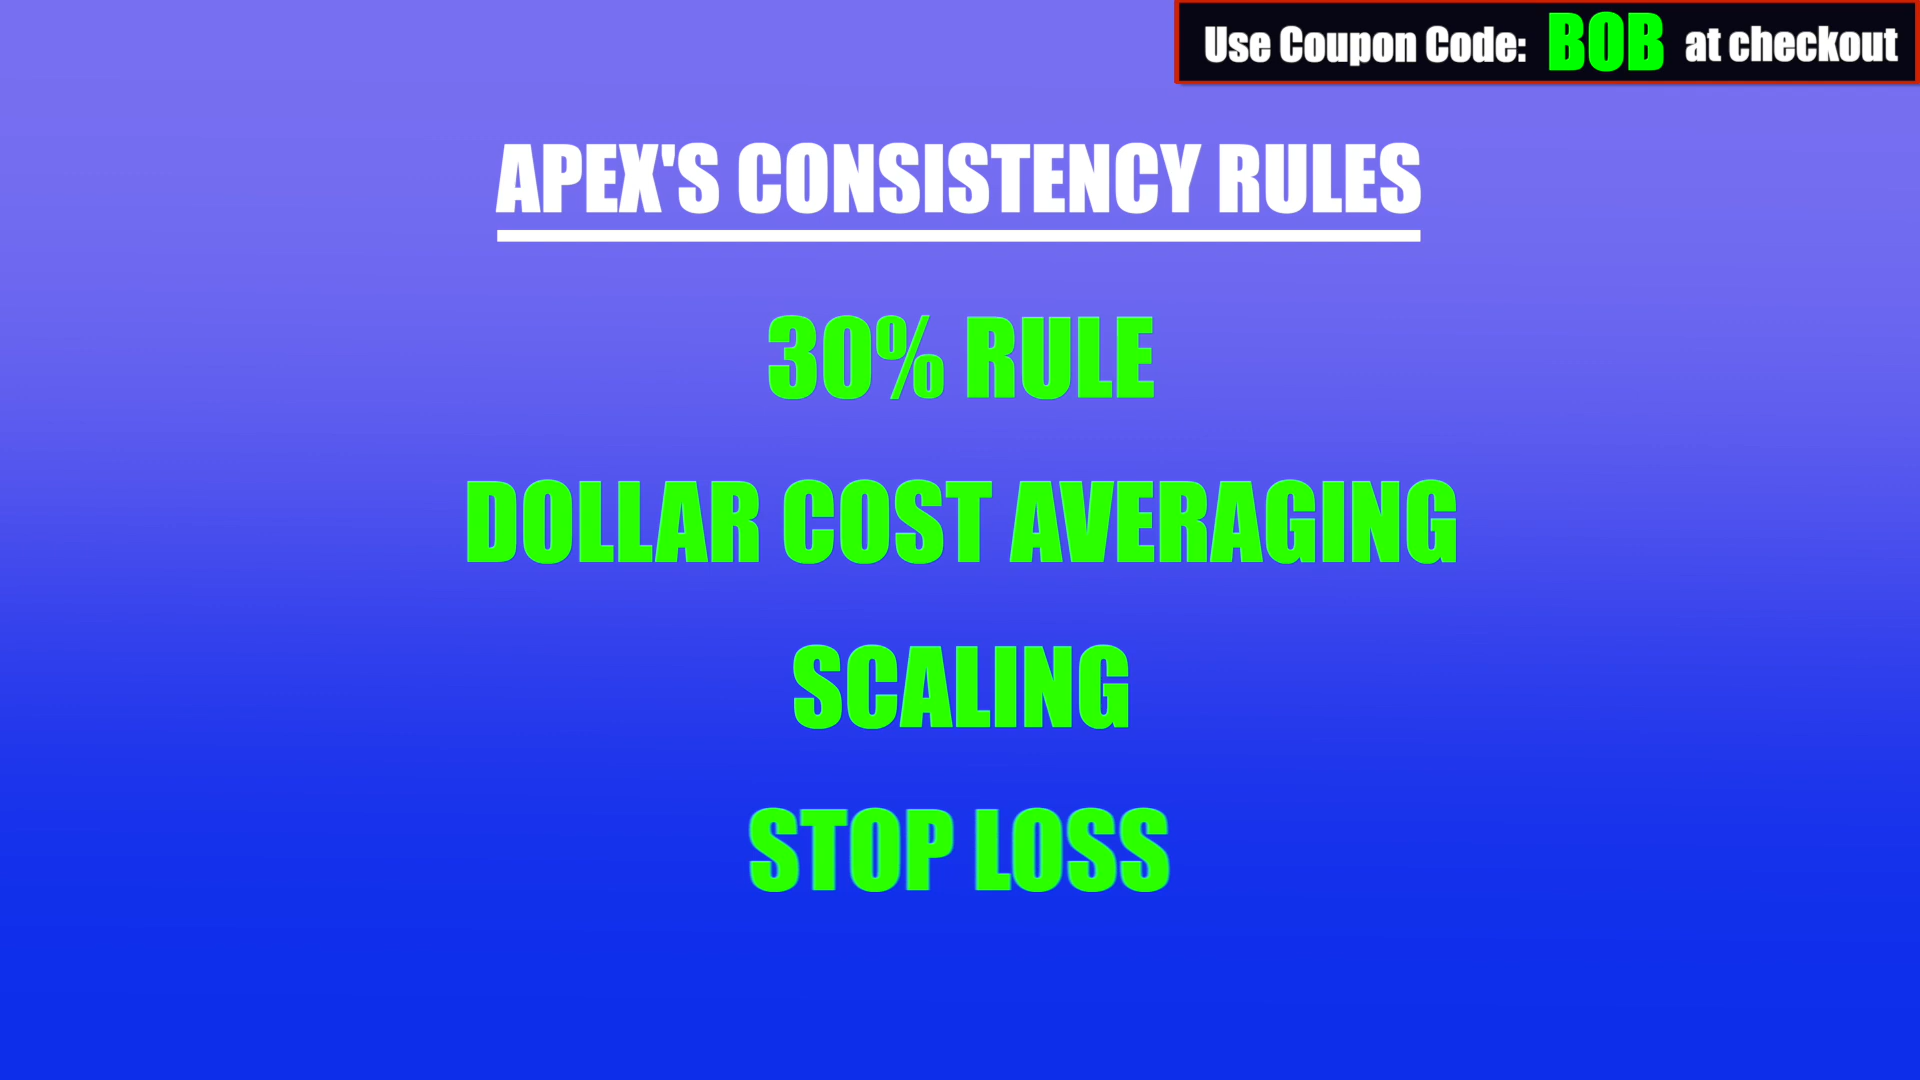 Use Coupon Code: BOB at checkout
APEX'S CONSISTENCY RULES
30% RULE
DOLLAR COST AVERAGING
SCALING
STOP LOSS